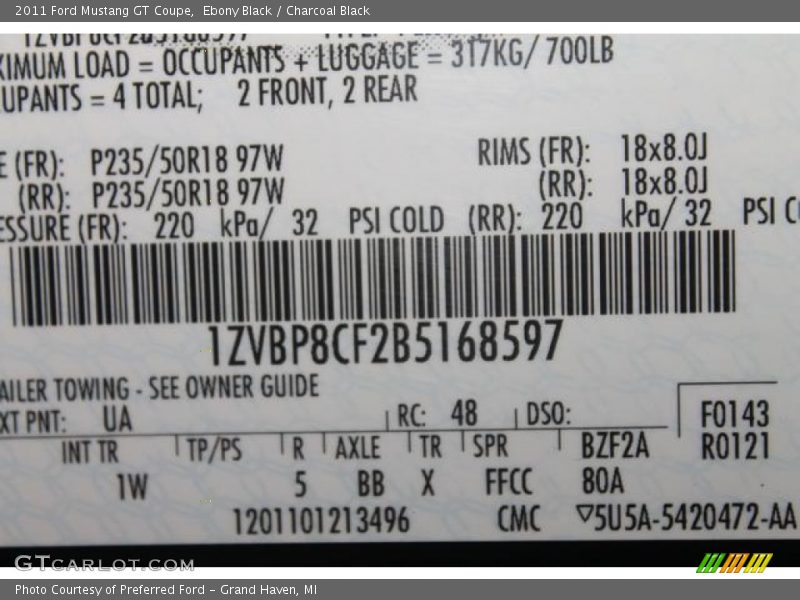 2011 Ford Mustang GT Coupe, Ebony Black / Charcoal Black
XIMUM LOAD = OCCUPANTS + LUGGAGE = 317KG/ 700LB
UPANTS = 4 TOTAL; 2 FRONT, 2 REAR
E (FR): P235/50R18 97W RIMS (FR): 18x8.0J
(RR): P235/50R18 97W (RR): 18x8.0J
ESSURE (FR): 220 kPa/ 32 PSI COLD (RR): 220 kPa/ 32 PSI CO
1ZVBP8CF2B5168597
AILER TOWING - SEE OWNER GUIDE
XT PNT: UA RC: 48 DSO: F0143
INT TR TP/PS R AXLE TR SPR BZF2A R0121
1W 5 BB X FFCC 80A
1201101213496 CMC ▽5U5A-5420472-AA
GTCARLOT.COM
Photo Courtesy of Preferred Ford - Grand Haven, MI